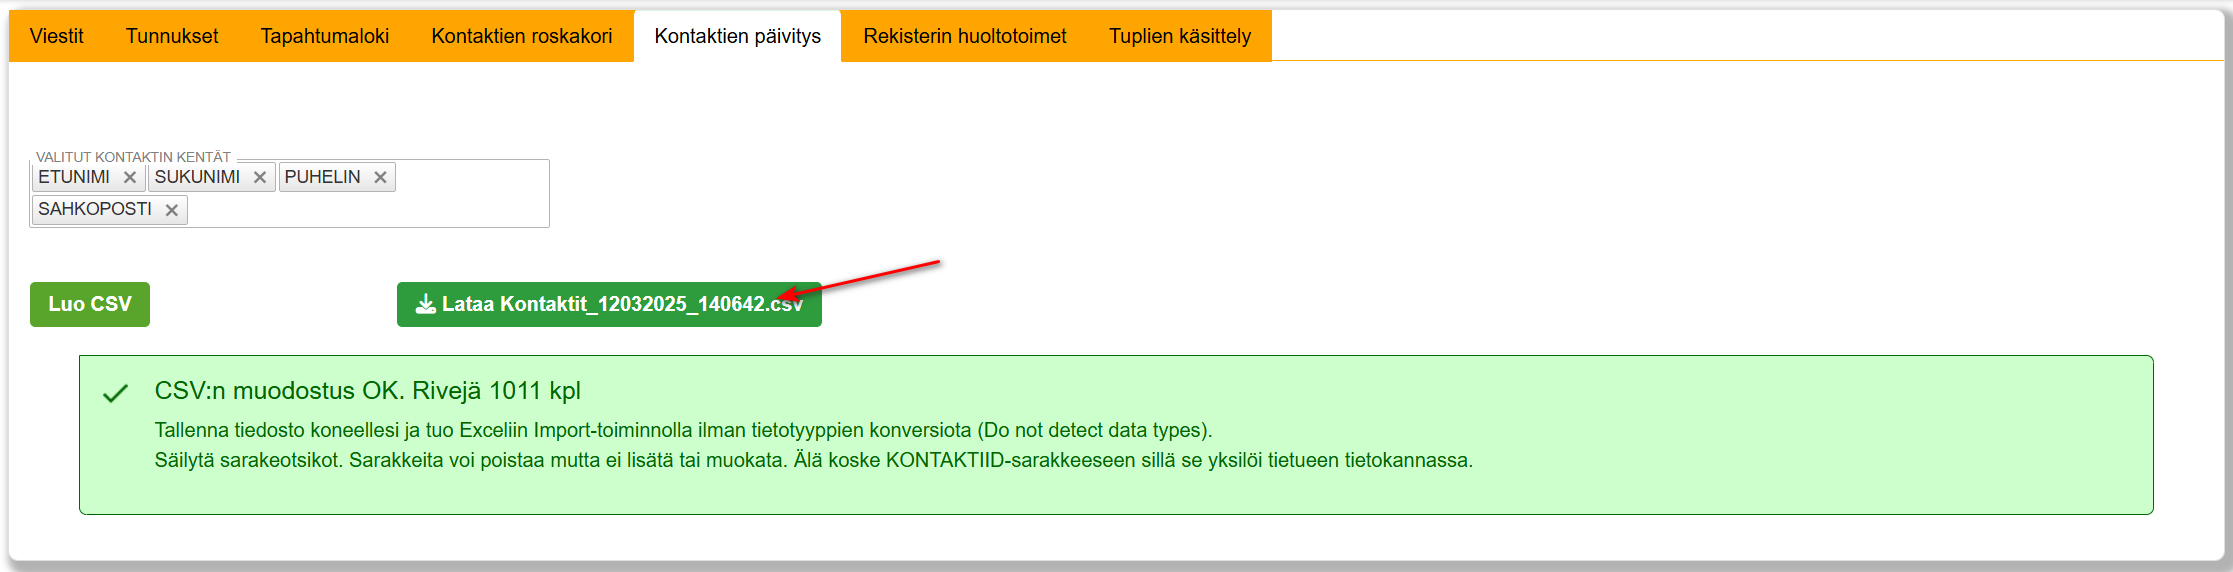 Viestit Tunnukset Tapahtumaloki Kontaktien roskakori Kontaktien päivitys Rekisterin huoltotoimet Tuplien käsittely
VALITUT KONTAKTIN KENTÄT
ETUNIMI SUKUNIMI PUHELIN
SAHKOPOSTI
Luo CSV Lataa Kontaktit_12032025_140642.csv
CSV:n muodostus OK. Rivejä 1011 kpl
Tallenna tiedosto koneellesi ja tuo Exceliin Import-toiminnolla ilman tietotyyppien konversiota (Do not detect data types).
Säilytä sarakeotsikot. Sarakkeita voi poistaa mutta ei lisätä tai muokata. Älä koske KONTAKTIID-sarakkeeseen sillä se yksilöi tietueen tietokannassa.